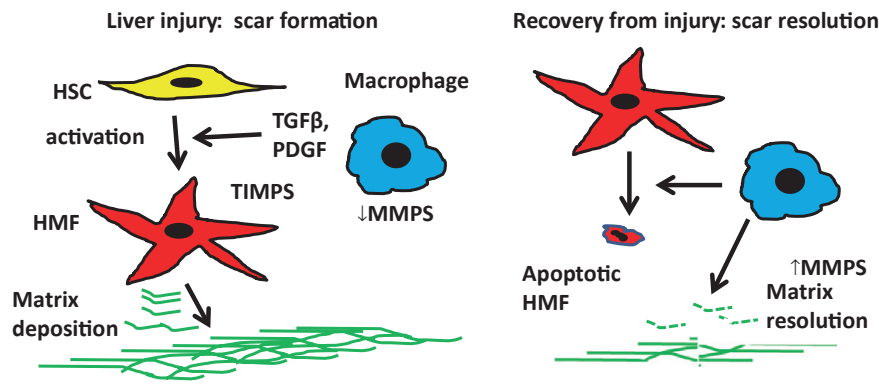 Liver injury: scar formation
HSC
Macrophage
activation
TGFβ,
PDGF
TIMPS
HMF
↓MMPS
Matrix
deposition
Recovery from injury: scar resolution
Apoptotic
HMF
↑MMPS
Matrix
resolution